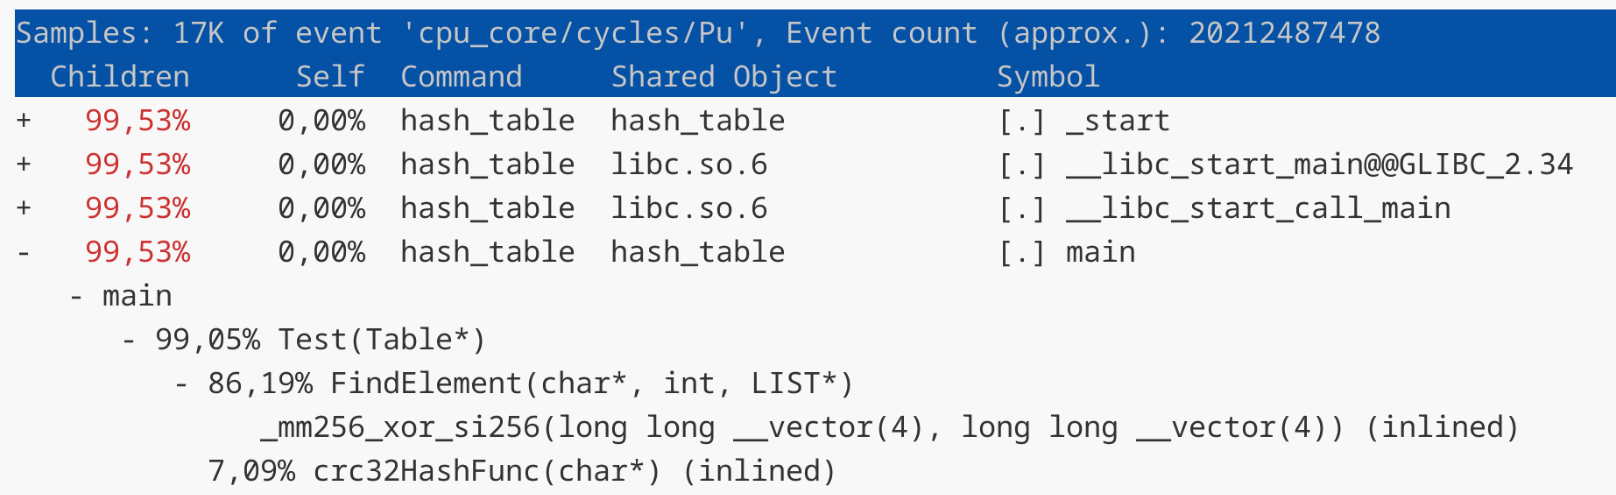 Samples: 17K of event 'cpu_core/cycles/Pu', Event count (approx.): 20212487478
Children Self Command Shared Object Symbol
+ 99,53% 0,00% hash_table hash_table [.] _start
+ 99,53% 0,00% hash_table libc.so.6 [.] __libc_start_main@@GLIBC_2.34
+ 99,53% 0,00% hash_table libc.so.6 [.] __libc_start_call_main
- 99,53% 0,00% hash_table hash_table [.] main
- main
- 99,05% Test(Table*)
- 86,19% FindElement(char*, int, LIST*)
_mm256_xor_si256(long long __vector(4), long long __vector(4)) (inlined)
7,09% crc32HashFunc(char*) (inlined)